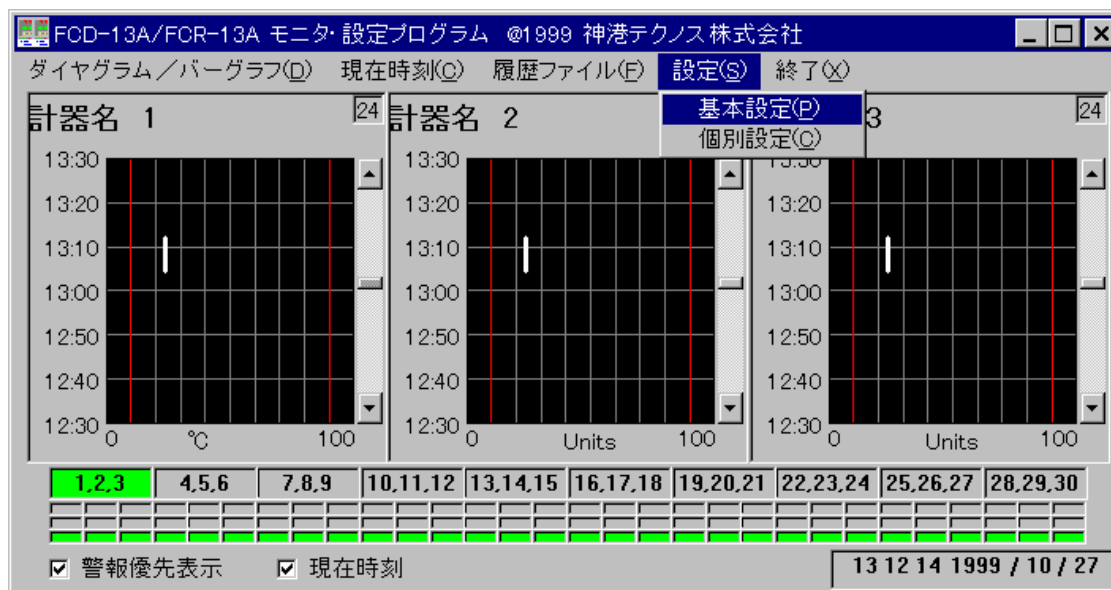 FCD-13A/FCR-13A モニタ・設定プログラム @1999 神港テクノス株式会社
ダイヤグラム/バーグラフ(D) 現在時刻(C) 履歴ファイル(F) 設定(S) 終了(X)
基本設定(P)
個別設定(C)
計器名 1
24
13:30
13:20
13:10
13:00
12:50
12:40
12:30
0 ℃ 100
計器名 2
13:30
13:20
13:10
13:00
12:50
12:40
12:30
0 Units 100
3
24
13:30
13:20
13:10
13:00
12:50
12:40
12:30
0 Units 100
1,2,3 4,5,6 7,8,9 10,11,12 13,14,15 16,17,18 19,20,21 22,23,24 25,26,27 28,29,30
警報優先表示 現在時刻 13 12 14 1999 / 10 / 27